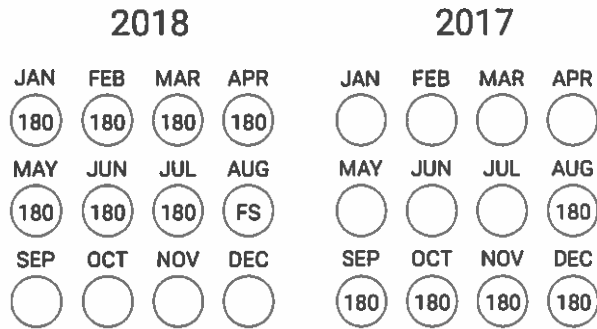 2018
JAN FEB MAR APR
180 180 180 180
MAY JUN JUL AUG
180 180 180 FS
SEP OCT NOV DEC
2017
JAN FEB MAR APR
MAY JUN JUL AUG
180
SEP OCT NOV DEC
180 180 180 180